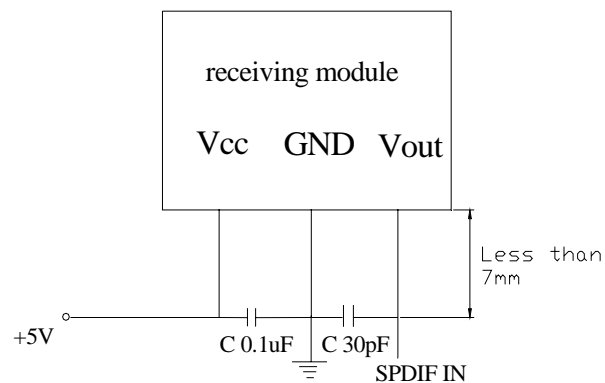 receiving module
Vcc GND Vout
Less than
7mm
+5V
C 0.1uF
C 30pF
SPDIF IN